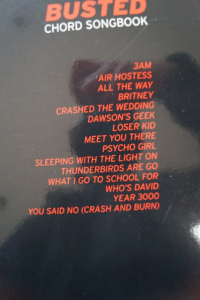 BUSTED
CHORD SONGBOOK
3AM
AIR HOSTESS
ALL THE WAY
BRITNEY
CRASHED THE WEDDING
DAWSON'S GEEK
LOSER KID
MEET YOU THERE
PSYCHO GIRL
SLEEPING WITH THE LIGHT ON
THUNDERBIRDS ARE GO
WHAT I GO TO SCHOOL FOR
WHO'S DAVID
YEAR 3000
YOU SAID NO (CRASH AND BURN)